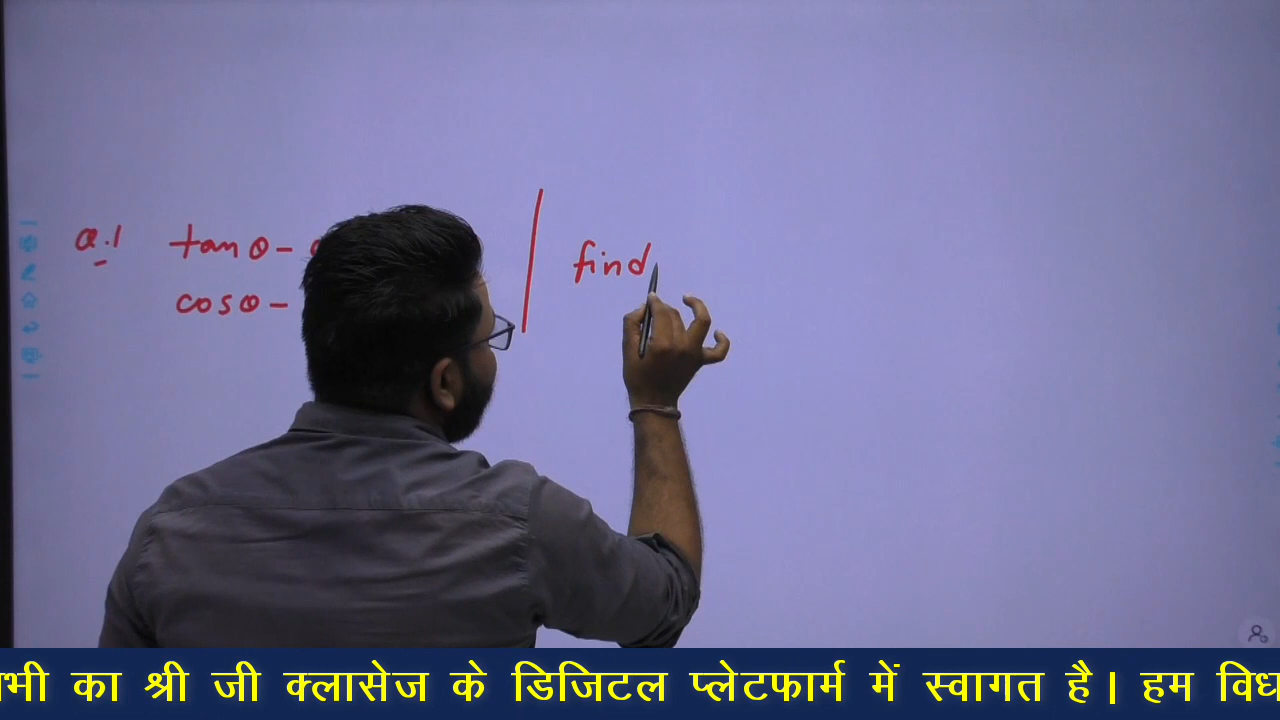 Q.1 tanθ - 
cosθ -
find
भी का श्री जी क्लासेज के डिजिटल प्लेटफार्म में स्वागत है। हम